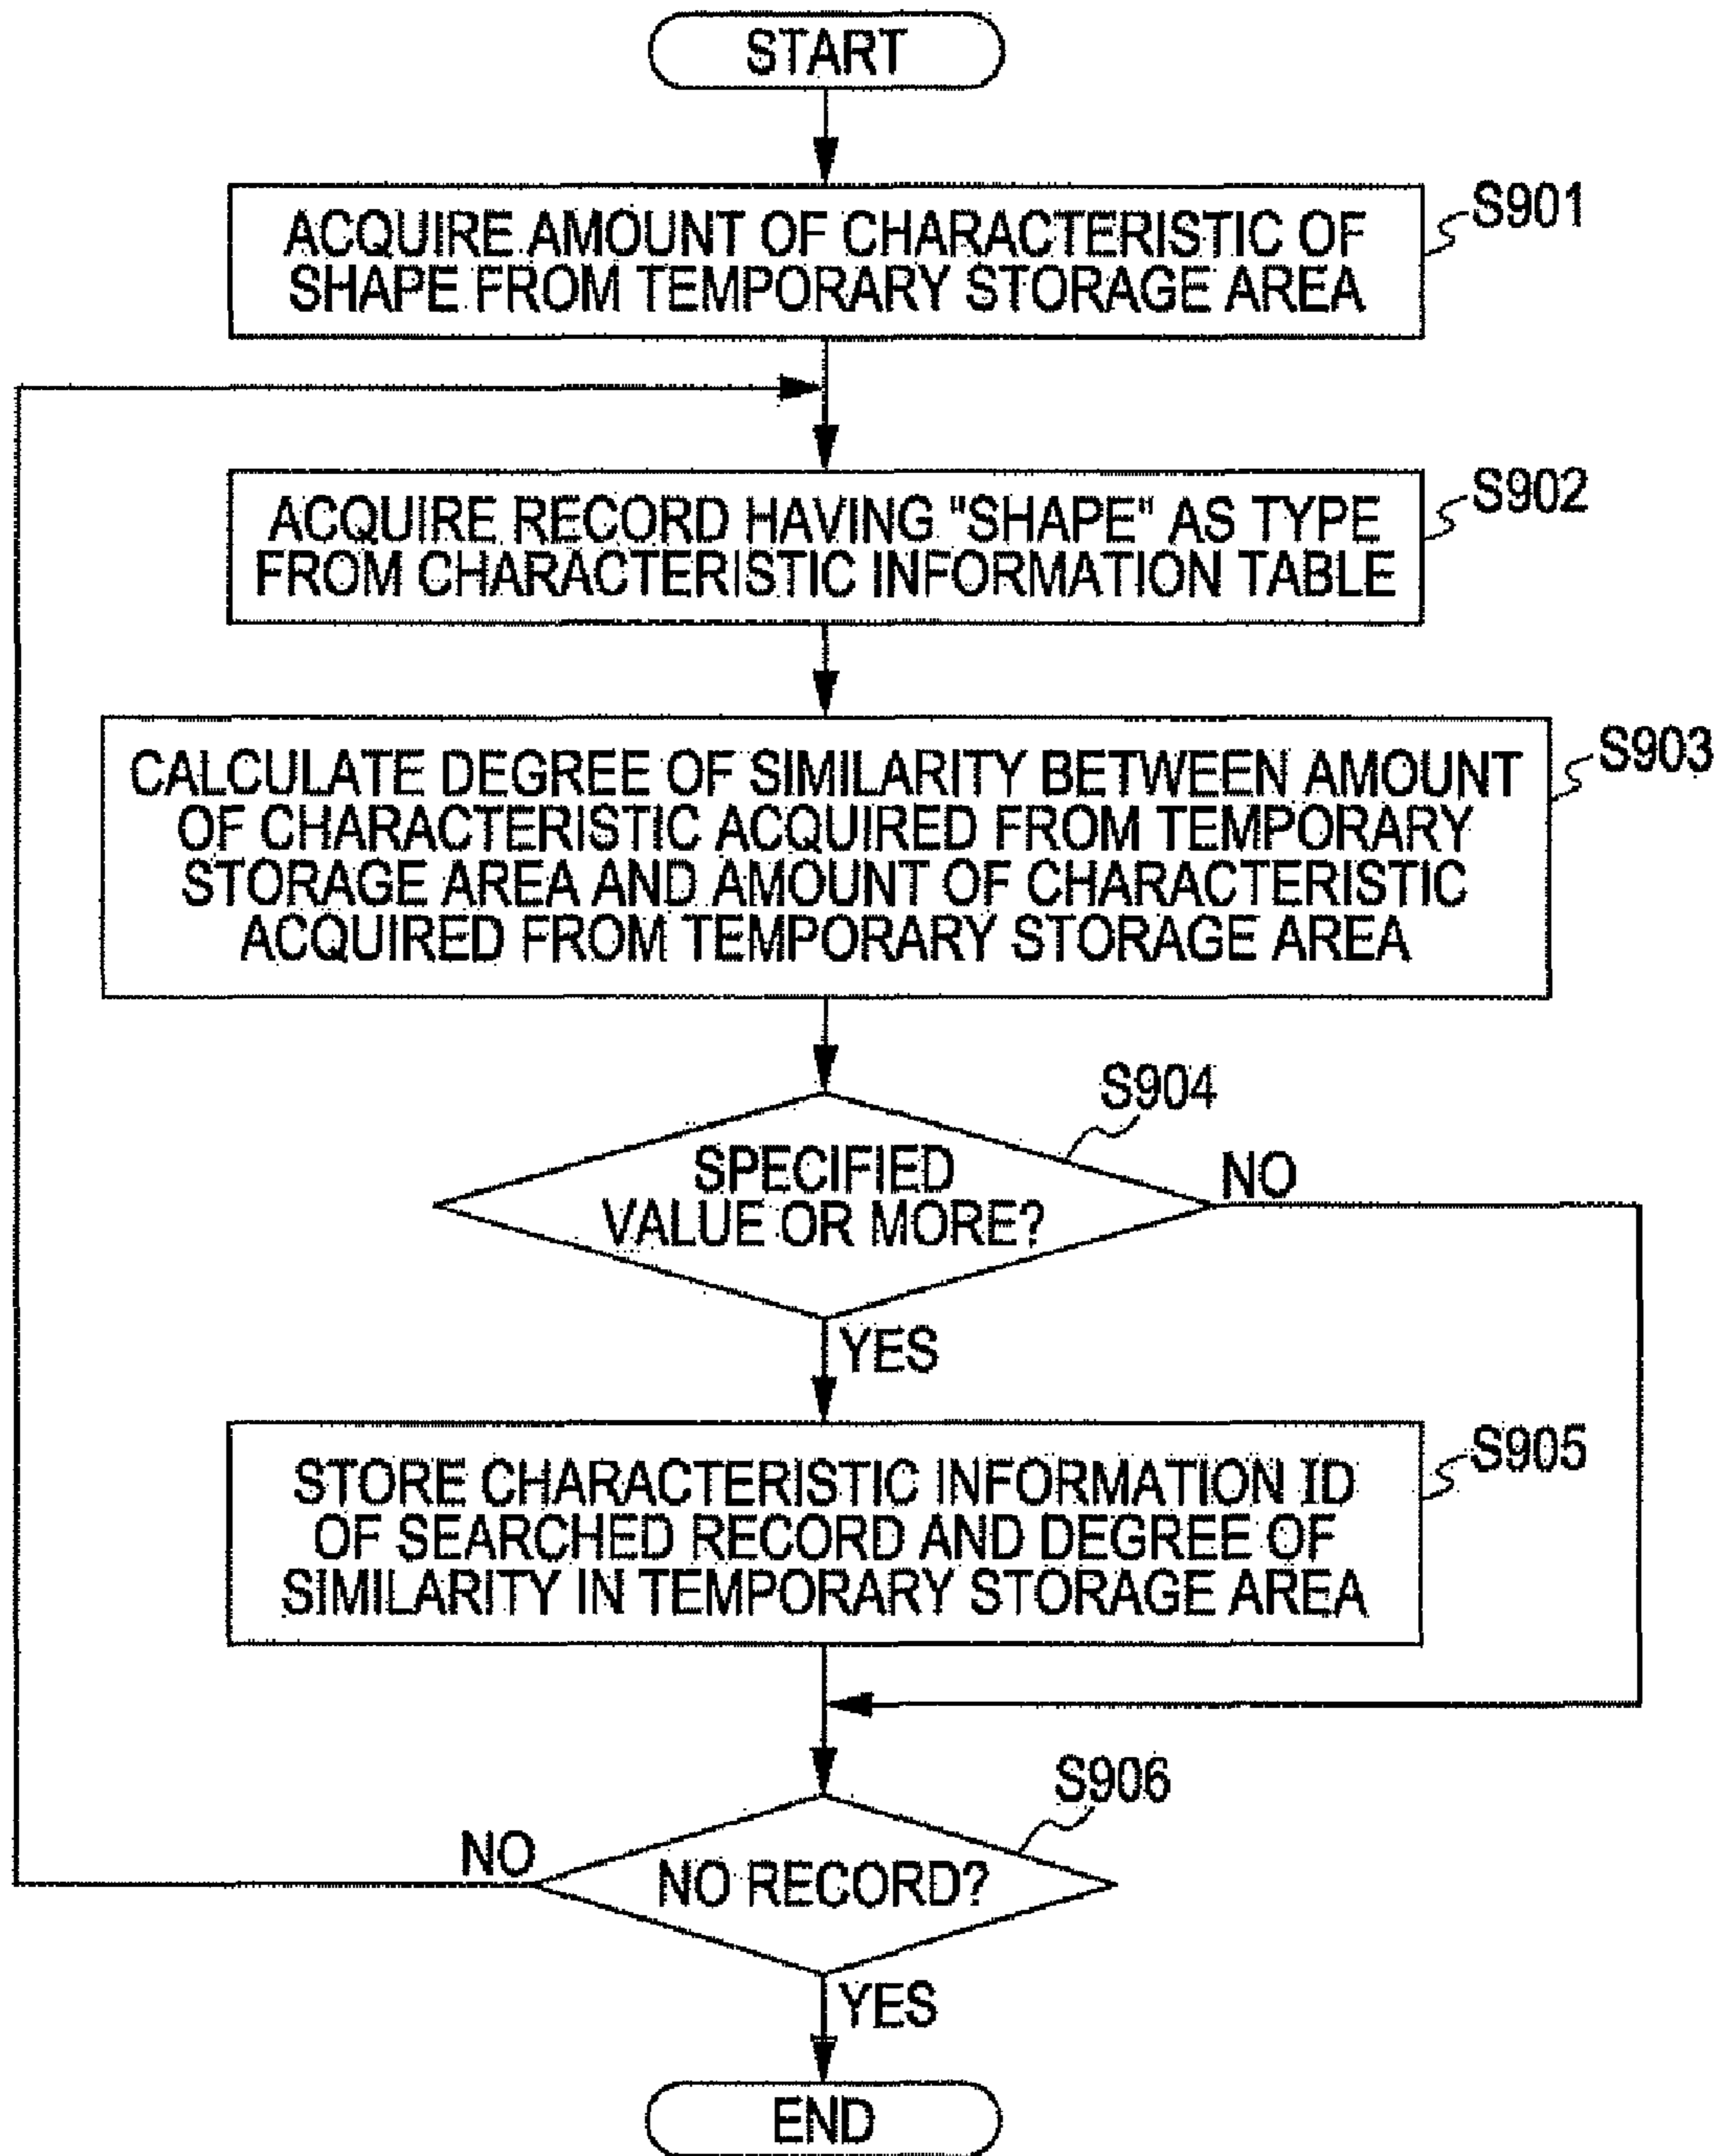 START
ACQUIRE AMOUNT OF CHARACTERISTIC OF
SHAPE FROM TEMPORARY STORAGE AREA
S901
ACQUIRE RECORD HAVING "SHAPE" AS TYPE
FROM CHARACTERISTIC INFORMATION TABLE
S902
CALCULATE DEGREE OF SIMILARITY BETWEEN AMOUNT
OF CHARACTERISTIC ACQUIRED FROM TEMPORARY
STORAGE AREA AND AMOUNT OF CHARACTERISTIC
ACQUIRED FROM TEMPORARY STORAGE AREA
S903
S904
SPECIFIED
VALUE OR MORE?
NO
YES
STORE CHARACTERISTIC INFORMATION ID
OF SEARCHED RECORD AND DEGREE OF
SIMILARITY IN TEMPORARY STORAGE AREA
S905
S906
NO
NO RECORD?
YES
END